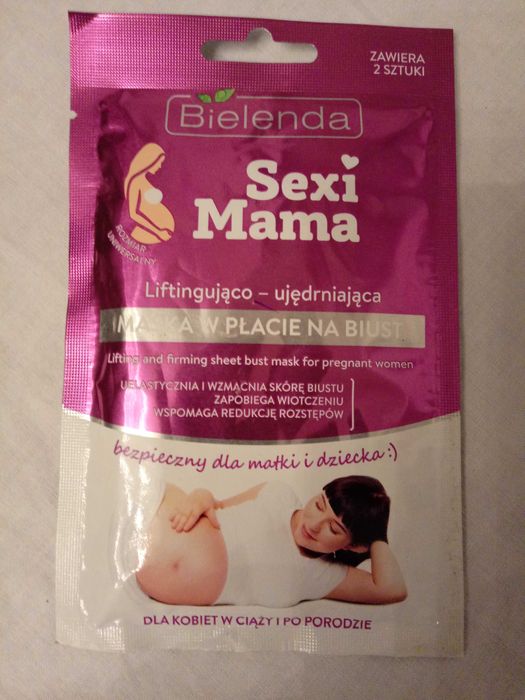 ZAWIERA
2 SZTUKI
Bielenda
Sexi
Mama
ROZMIAR
UNIWERSALNY
Liftingująco – ujędrniająca
MASKA W PŁACIE NA BIUST
Lifting and firming sheet bust mask for pregnant women
UELASTYCZNIA I WZMACNIA SKÓRĘ BIUSTU
ZAPOBIEGA WIOTCZENIU
WSPOMAGA REDUKCJĘ ROZSTĘPÓW
bezpieczny dla matki i dziecka :)
DLA KOBIET W CIĄŻY I PO PORODZIE